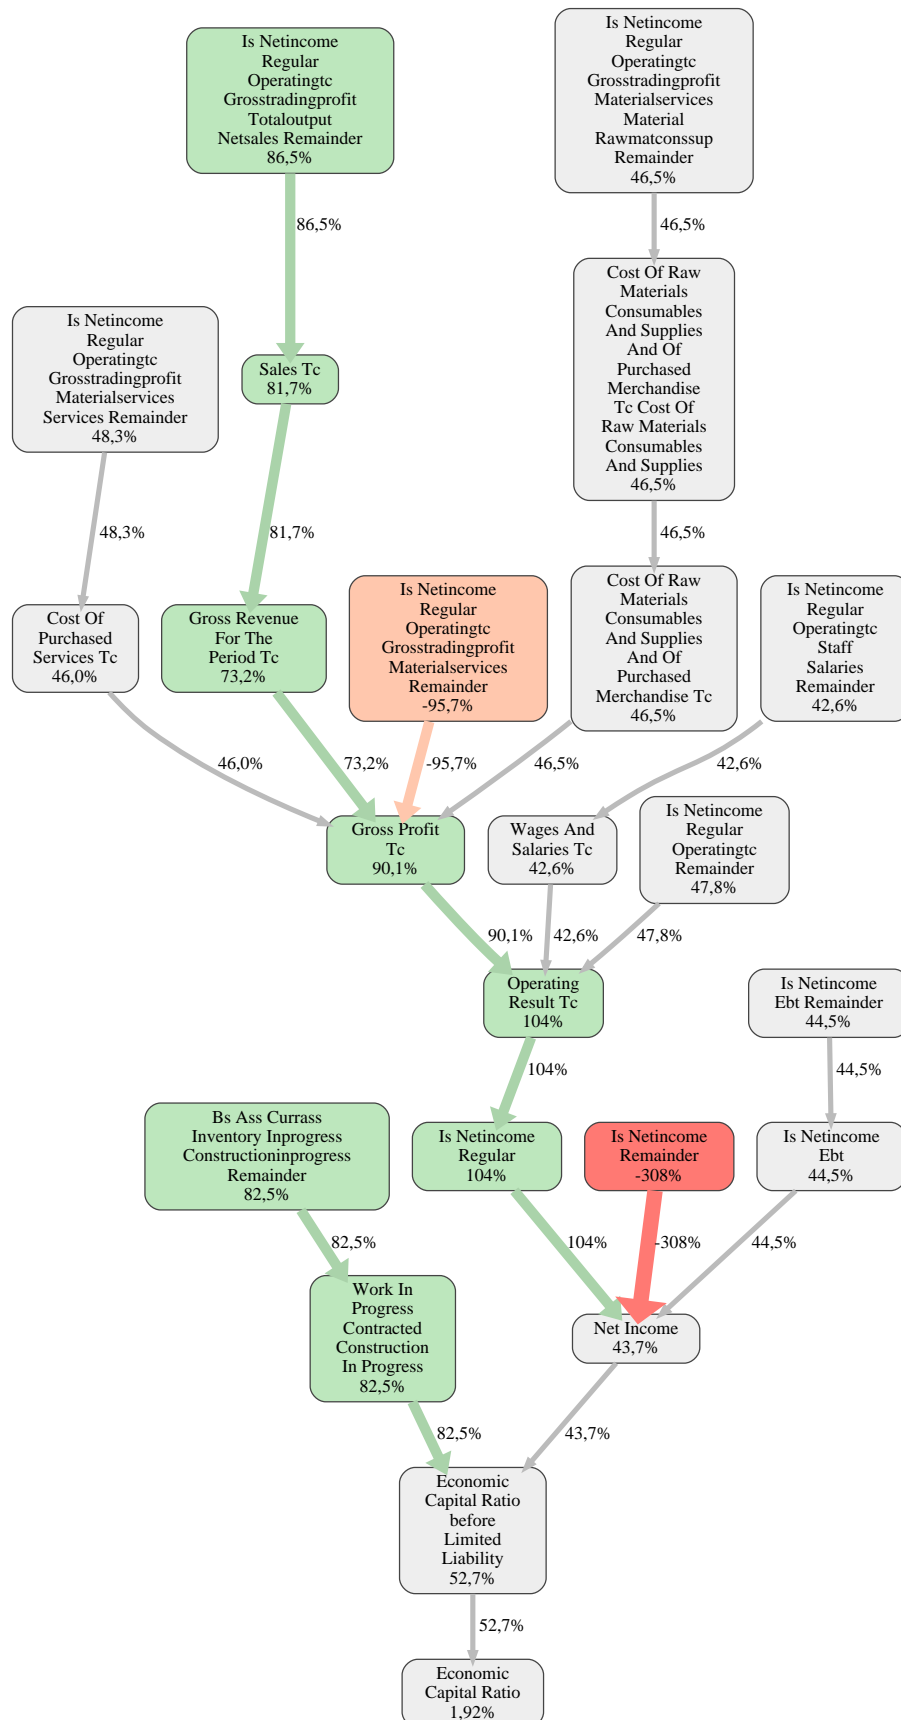 Is Netincome
Regular
Operatingtc
Grosstradingprofit
Totaloutput
Netsales Remainder
86,5%
Is Netincome
Regular
Operatingtc
Grosstradingprofit
Materialservices
Material
Rawmatconssup
Remainder
46,5%
86,5%
46,5%
Is Netincome
Regular
Operatingtc
Grosstradingprofit
Materialservices
Services Remainder
48,3%
Sales Tc
81,7%
Cost Of Raw
Materials
Consumables
And Supplies
And Of
Purchased
Merchandise
Tc Cost Of
Raw Materials
Consumables
And Supplies
46,5%
48,3%
81,7%
46,5%
Cost Of
Purchased
Services Tc
46,0%
Gross Revenue
For The
Period Tc
73,2%
Is Netincome
Regular
Operatingtc
Grosstradingprofit
Materialservices
Remainder
-95,7%
Cost Of Raw
Materials
Consumables
And Supplies
And Of
Purchased
Merchandise Tc
46,5%
Is Netincome
Regular
Operatingtc
Staff
Salaries
Remainder
42,6%
46,0%
73,2%
-95,7%
46,5%
42,6%
Gross Profit
Tc
90,1%
Wages And
Salaries Tc
42,6%
Is Netincome
Regular
Operatingtc
Remainder
47,8%
90,1%
42,6%
47,8%
Operating
Result Tc
104%
Is Netincome
Ebt Remainder
44,5%
104%
44,5%
Bs Ass Currass
Inventory Inprogress
Constructioninprogress
Remainder
82,5%
Is Netincome
Regular
104%
Is Netincome
Remainder
-308%
Is Netincome
Ebt
44,5%
82,5%
104%
-308%
44,5%
Work In
Progress
Contracted
Construction
In Progress
82,5%
Net Income
43,7%
82,5%
43,7%
Economic
Capital Ratio
before
Limited
Liability
52,7%
52,7%
Economic
Capital Ratio
1,92%